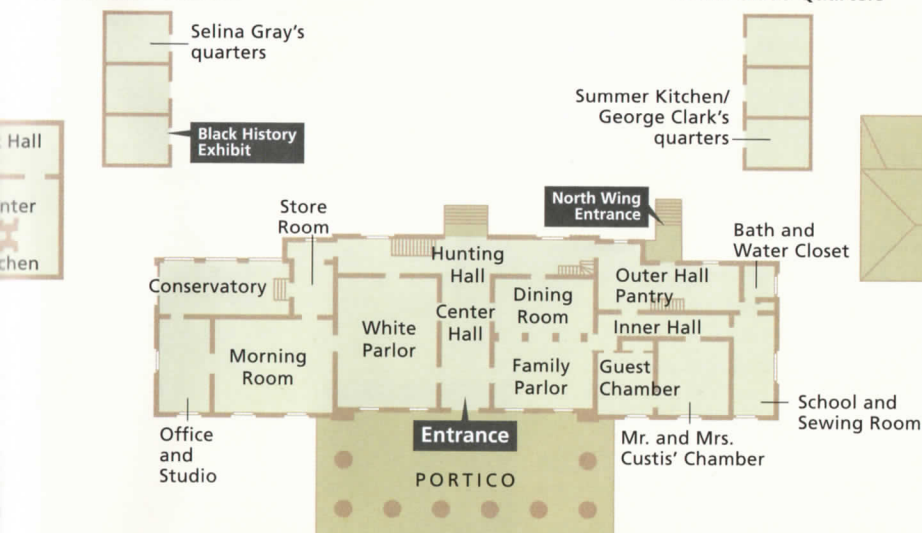 Selina Gray's
quarters
Black History
Exhibit
Summer Kitchen/
George Clark's
quarters
Hall
North Wing
Entrance
Store
Room
Bath and
Water Closet
Hunting
Hall
Conservatory
Outer Hall
Pantry
Dining
Room
Center
Hall
White
Parlor
Inner Hall
Morning
Room
Family
Parlor
Guest
Chamber
School and
Sewing Room
Entrance
Mr. and Mrs.
Custis' Chamber
Office
and
Studio
PORTICO